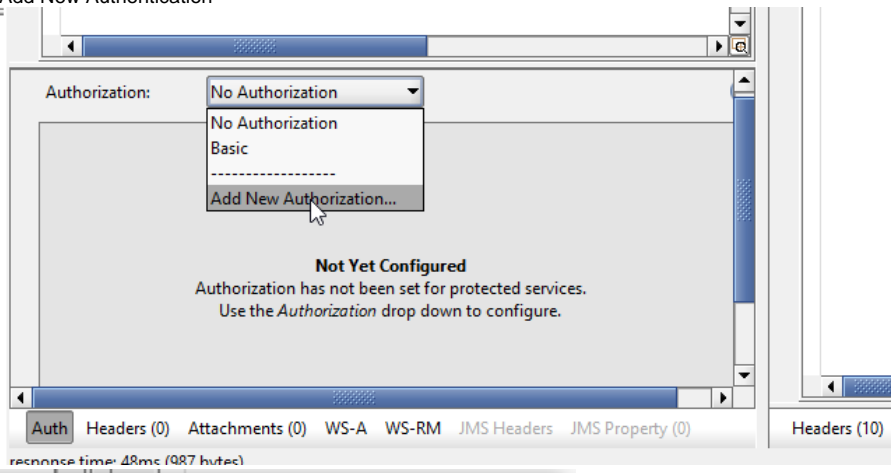 Add New Authentication
Authorization: No Authorization
No Authorization
Basic
------------------
Add New Authorization...
Not Yet Configured
Authorization has not been set for protected services.
Use the Authorization drop down to configure.
Auth Headers (0) Attachments (0) WS-A WS-RM JMS Headers JMS Property (0) Headers (10)
response time: 48ms (987 bytes)